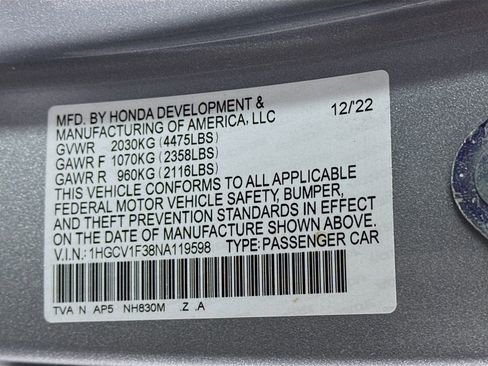 MFD. BY HONDA DEVELOPMENT &
MANUFACTURING OF AMERICA, LLC 12/'22
GVWR 2030KG(4475LBS)
GAWR F 1070KG(2358LBS)
GAWR R 960KG(2116LBS)
THIS VEHICLE CONFORMS TO ALL APPLICABLE
FEDERAL MOTOR VEHICLE SAFETY, BUMPER,
AND THEFT PREVENTION STANDARDS IN EFFECT
ON THE DATE OF MANUFACTURE SHOWN ABOVE.
V.I.N.: 1HGCV1F38NA119598 TYPE: PASSENGER CAR
TVA N AP5 NH830M .Z .A